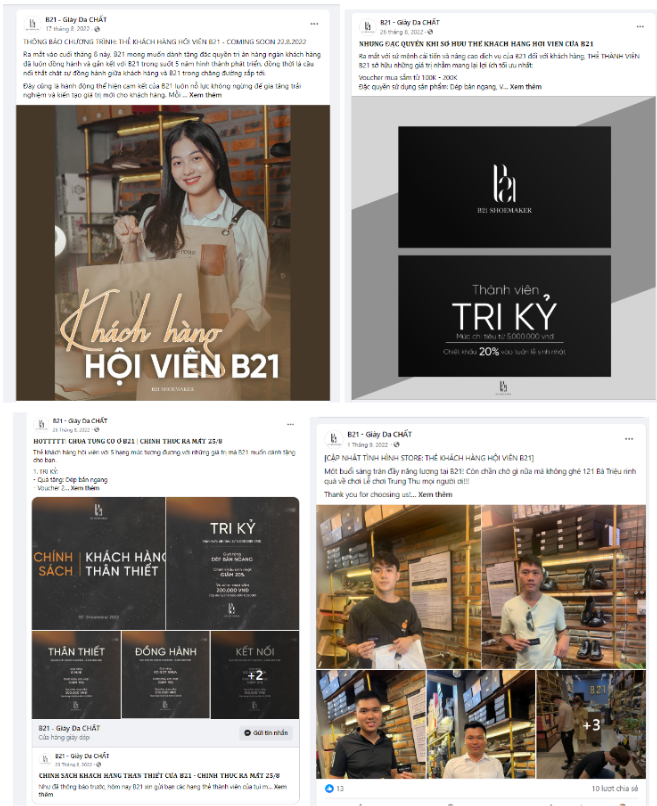 B21 - Giày Da CHẤT
17 tháng 8, 2022
THÔNG BÁO CHƯƠNG TRÌNH: THẺ KHÁCH HÀNG HỘI VIÊN B21 - COMING SOON 22.8.2022
Ra mắt vào cuối tháng 8 này, B21 mong muốn dành tặng đặc quyền tri ân hàng ngàn khách hàng
đã luôn đồng hành và gắn kết với B21 trong suốt 5 năm hình thành phát triển, đồng thời là cầu
nối thắt chặt sự đồng hành giữa khách hàng và B21 trong chặng đường sắp tới.
Đây cũng là hành động thể hiện cam kết của B21 luôn nỗ lực không ngừng để gia tăng trải
nghiệm và kiến tạo giá trị mới cho khách hàng. Mỗi ... Xem thêm
Khách hàng
HỘI VIÊN B21
B21 SHOEMAKER
B21 - Giày Da CHẤT
26 tháng 8, 2022
NHỮNG ĐẶC QUYỀN KHI SỞ HỮU THẺ KHÁCH HÀNG HỘI VIÊN CỦA B21
Ra mắt với sứ mệnh cải tiến và nâng cao dịch vụ của B21 đối với khách hàng, THẺ THÀNH VIÊN
B21 sở hữu những giá trị nhằm mang lại lợi ích tối ưu nhất:
Voucher mua sắm từ 100K - 200K
Đặc quyền sử dụng sản phẩm: Dép bản ngang, V... Xem thêm
B21 SHOEMAKER
Thành viên
TRI KỶ
Mức chi tiêu từ 5.000.000 vnđ
Chiết khấu 20% vào tuần lễ sinh nhật
B21 - Giày Da CHẤT
25 tháng 8, 2022
HOTTTTT: CHƯA TỪNG CÓ Ở B21 | CHÍNH THỨC RA MẮT 25/8
Thẻ khách hàng hội viên với 5 hạng mức tương đương với những giá trị mà B21 muốn dành tặng
cho bạn.
1. TRI KỶ:
- Quà tặng: Dép bản ngang
- Voucher 2... Xem thêm
CHÍNH SÁCH
KHÁCH HÀNG THÂN THIẾT
TRI KỶ
Quà tặng
DÉP BẢN NGANG
GIẢM 20%
200.000 VNĐ
THÂN THIẾT
ĐỒNG HÀNH
KẾT NỐI
+2
B21 - Giày Da CHẤT
Cửa hàng giày dép
Gửi tin nhắn
B21 - Giày Da CHẤT
25 tháng 8, 2022
CHÍNH SÁCH KHÁCH HÀNG THÂN THIẾT CỦA B21 - CHÍNH THỨC RA MẮT 25/8
Như đã thông báo trước, hôm nay B21 xin gửi bạn các hạng thẻ thành viên của tụi m... Xem
thêm
B21 - Giày Da CHẤT
1 tháng 9, 2022
[CẬP NHẬT TÌNH HÌNH STORE: THẺ KHÁCH HÀNG HỘI VIÊN B21]
Một buổi sáng tràn đầy năng lượng tại B21! Còn chần chờ gì nữa mà không ghé 121 Bà Triệu rinh
quà về chơi Lễ chơi Trung Thu mọi người ơi!!!
Thank you for choosing us!... Xem thêm
B21
+3
13
10 lượt chia sẻ